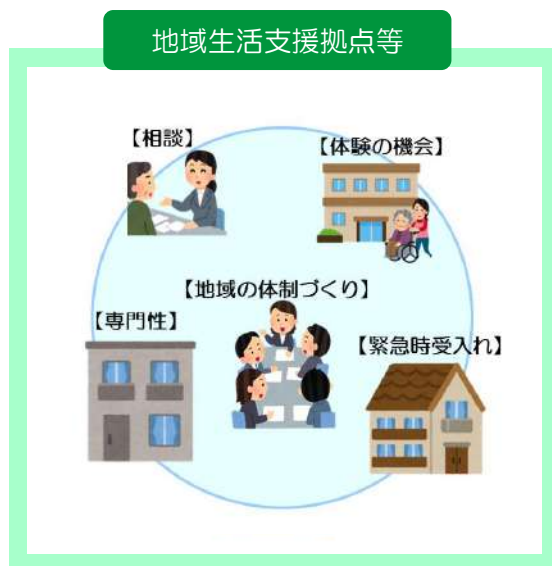 地域生活支援拠点等
【相談】
【体験の機会】
【地域の体制づくり】
【専門性】
【緊急時受入れ】